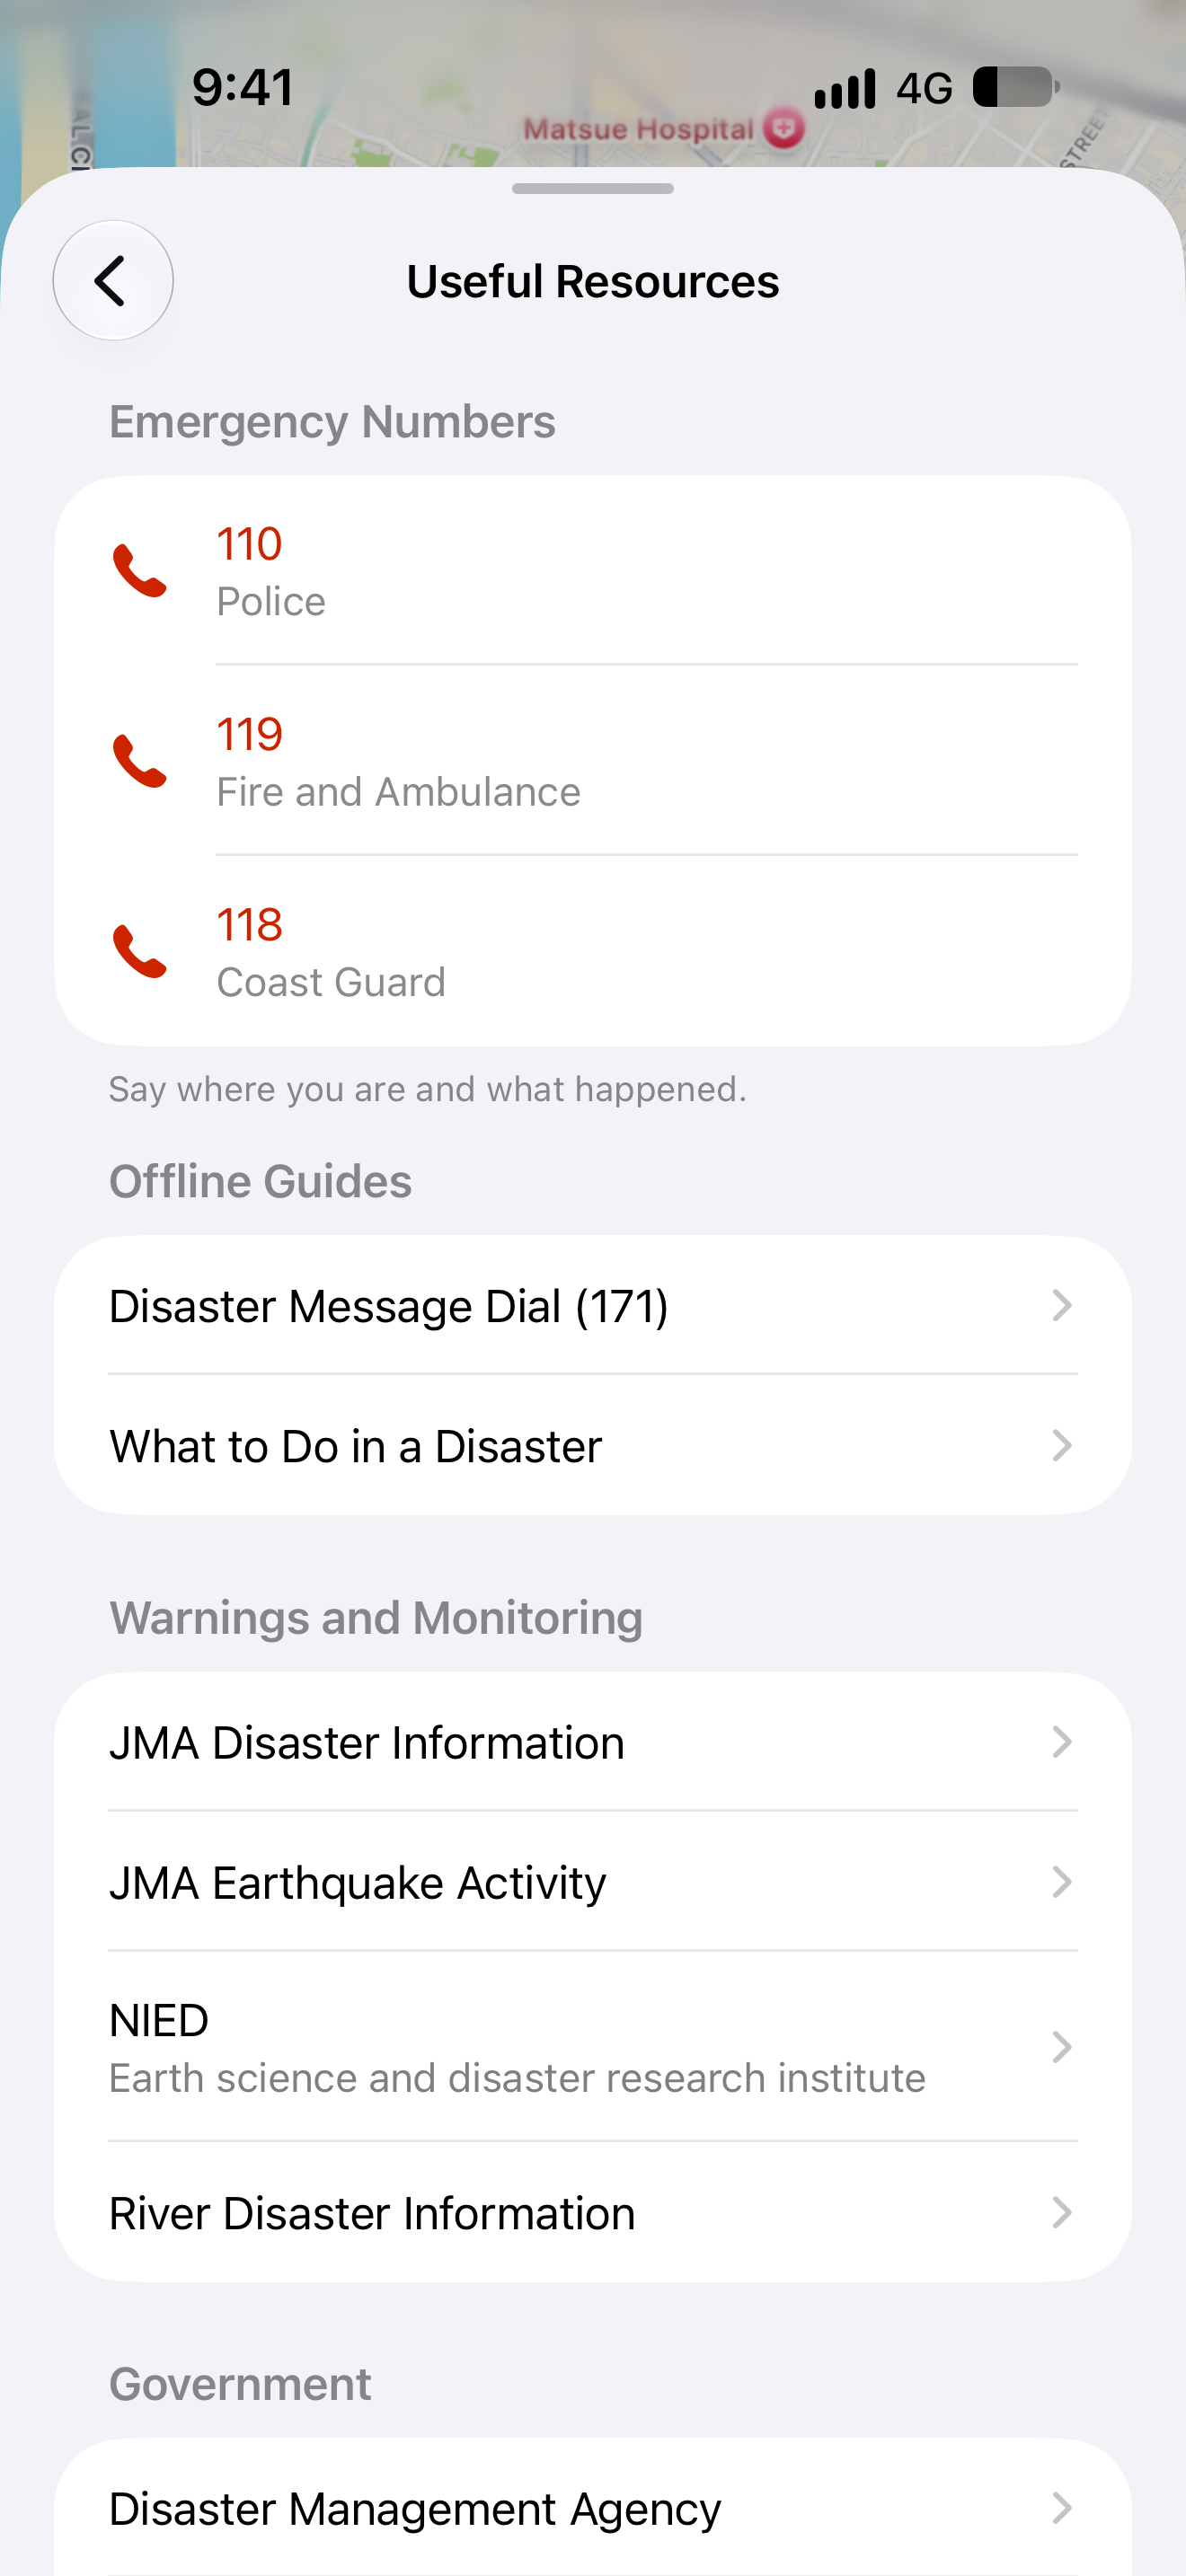 9:41
4G
Matsue Hospital
STREET
Useful Resources
Emergency Numbers
110
Police
119
Fire and Ambulance
118
Coast Guard
Say where you are and what happened.
Offline Guides
Disaster Message Dial (171)
What to Do in a Disaster
Warnings and Monitoring
JMA Disaster Information
JMA Earthquake Activity
NIED
Earth science and disaster research institute
River Disaster Information
Government
Disaster Management Agency